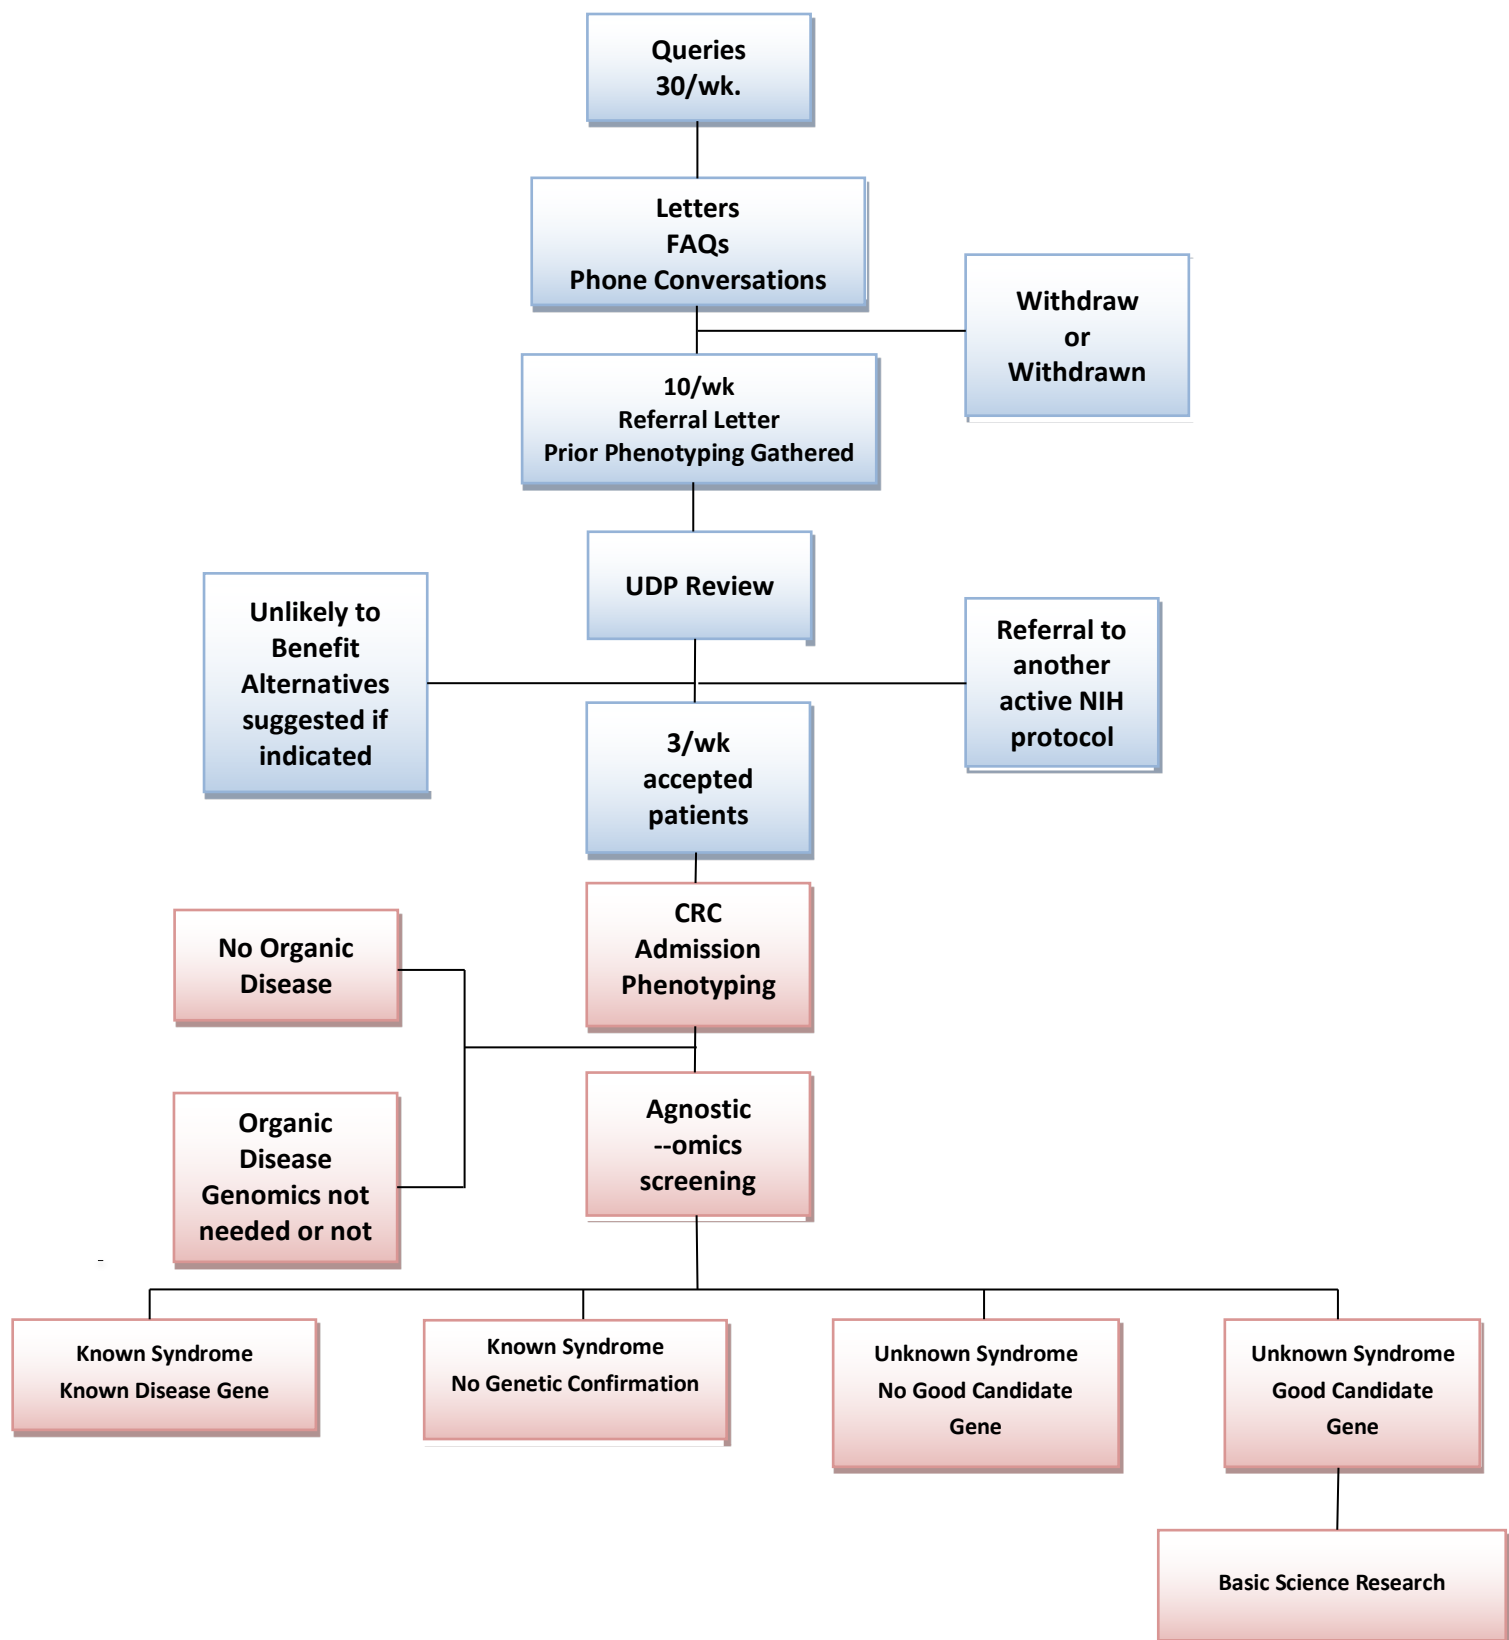 Queries
30/wk.
Letters
FAQs
Phone Conversations
Withdraw
or
Withdrawn
10/wk
Referral Letter
Prior Phenotyping Gathered
UDP Review
Unlikely to
Benefit
Alternatives
suggested if
indicated
Referral to
another
active NIH
protocol
3/wk
accepted
patients
CRC
Admission
Phenotyping
No Organic
Disease
Organic
Disease
Genomics not
needed or not
Agnostic
--omics
screening
Known Syndrome
Known Disease Gene
Known Syndrome
No Genetic Confirmation
Unknown Syndrome
No Good Candidate
Gene
Unknown Syndrome
Good Candidate
Gene
Basic Science Research